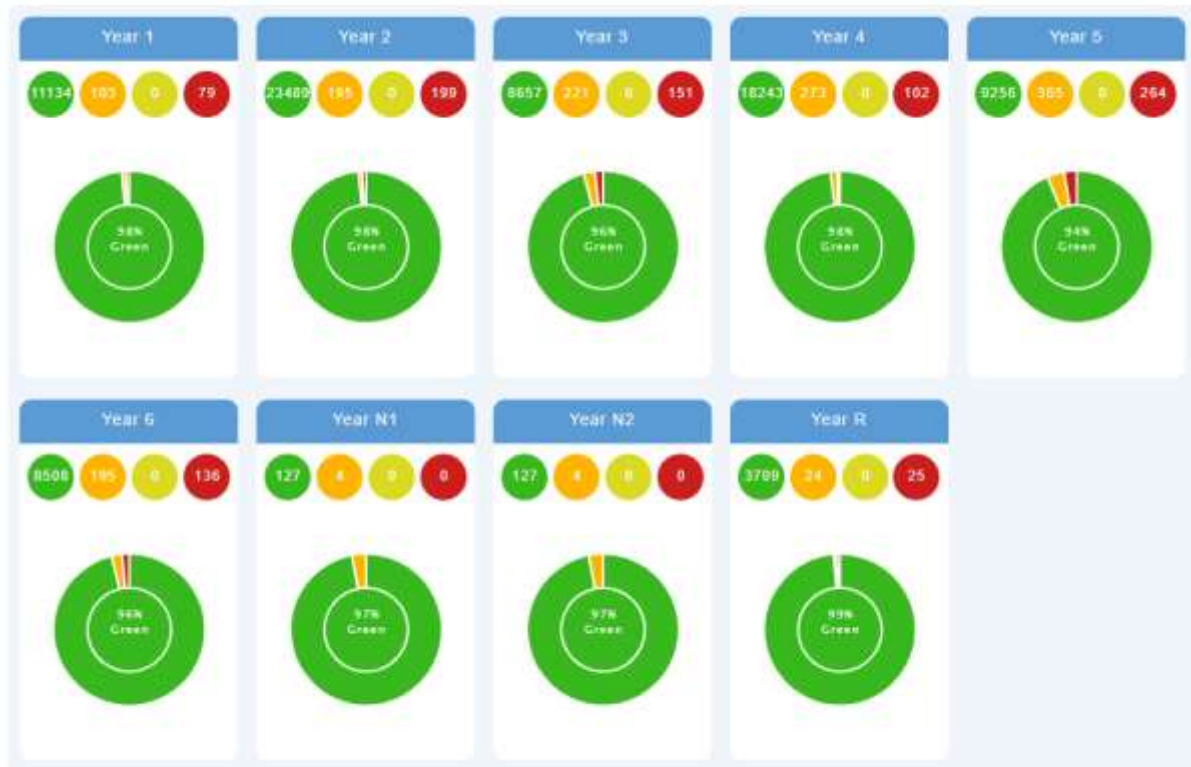 Year 1
11134 103 0 79
98%
Green
Year 2
23489 195 0 199
98%
Green
Year 3
8657 221 0 151
96%
Green
Year 4
18243 273 0 102
98%
Green
Year 5
9256 365 0 264
94%
Green
Year 6
8508 195 0 136
96%
Green
Year N1
127 4 0 0
97%
Green
Year N2
127 4 0 0
97%
Green
Year R
3789 24 0 25
99%
Green